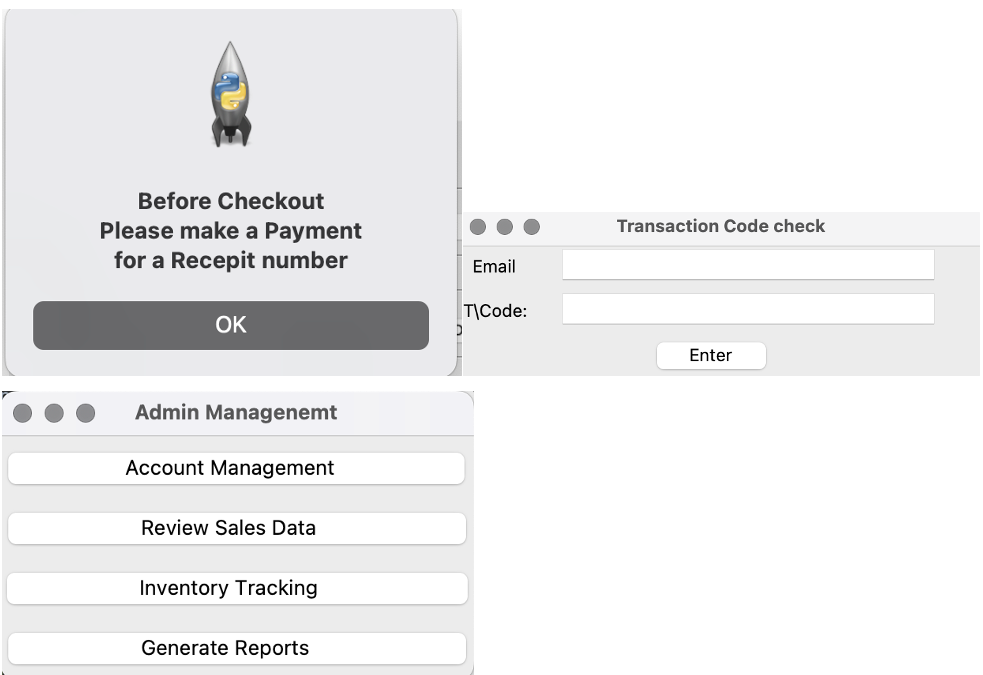 Before Checkout
Please make a Payment
for a Recepit number
OK
Transaction Code check
Email
T\Code:
Enter
Admin Managenemt
Account Management
Review Sales Data
Inventory Tracking
Generate Reports